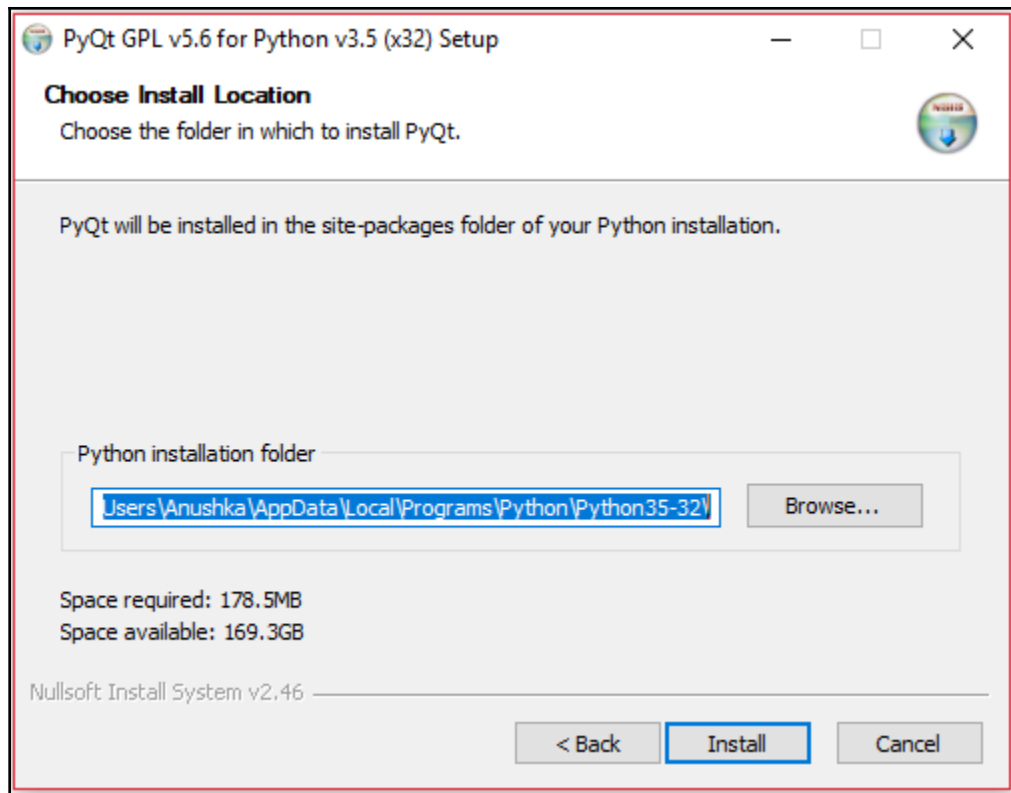 PyQt GPL v5.6 for Python v3.5 (x32) Setup
Choose Install Location
Choose the folder in which to install PyQt.
PyQt will be installed in the site-packages folder of your Python installation.
Python installation folder
Users\Anushka\AppData\Local\Programs\Python\Python35-32\
Browse...
Space required: 178.5MB
Space available: 169.3GB
Nullsoft Install System v2.46
< Back Install Cancel